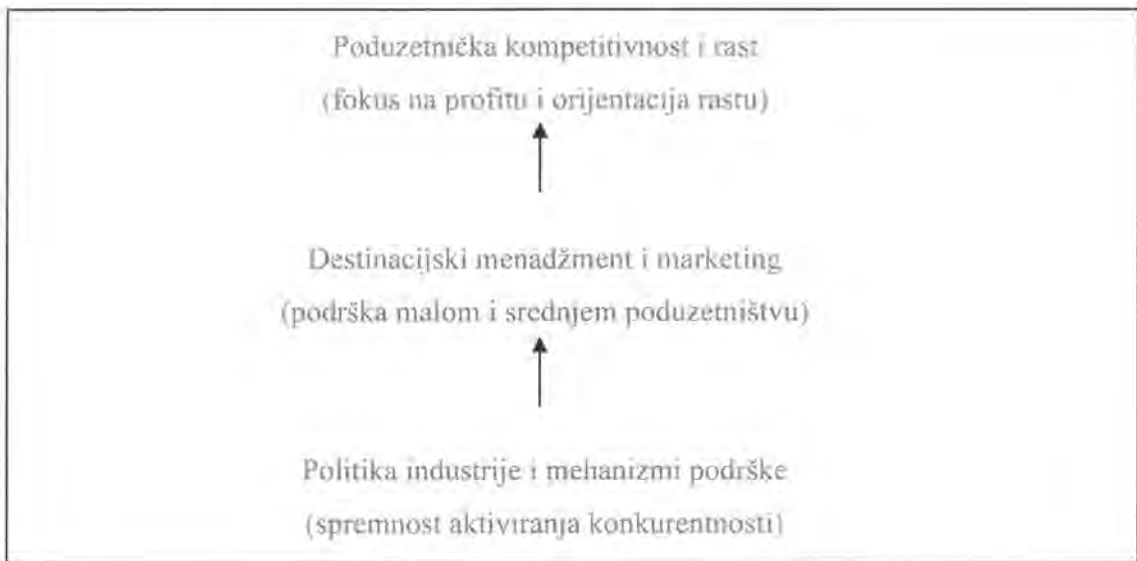 Poduzetnička kompetitivnost i rast
(fokus na profitu i orijentacija rastu)
Destinacijski menadžment i marketing
(podrška malom i srednjem poduzetništvu)
Politika industrije i mehanizmi podrške
(spremnost aktiviranja konkurentnosti)